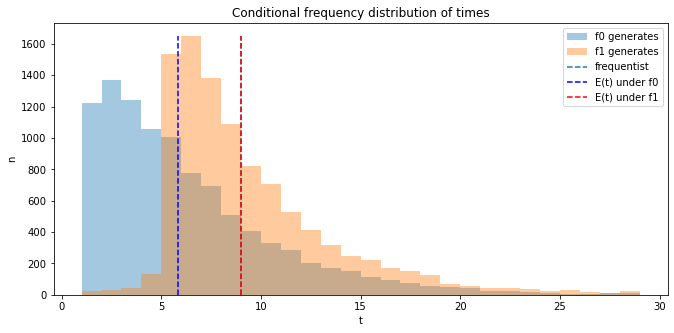 Conditional frequency distribution of times
f0 generates
f1 generates
frequentist
E(t) under f0
E(t) under f1
1600
1400
1200
1000
800
600
400
200
0
n
0 5 10 15 20 25 30
t